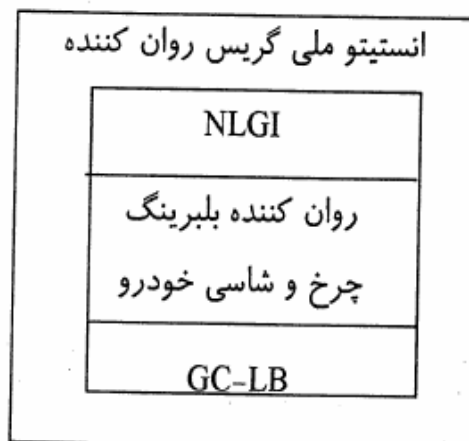 انستیتو ملی گریس روان کننده
NLGI
روان کننده بلبرینگ
چرخ و شاسی خودرو
GC-LB